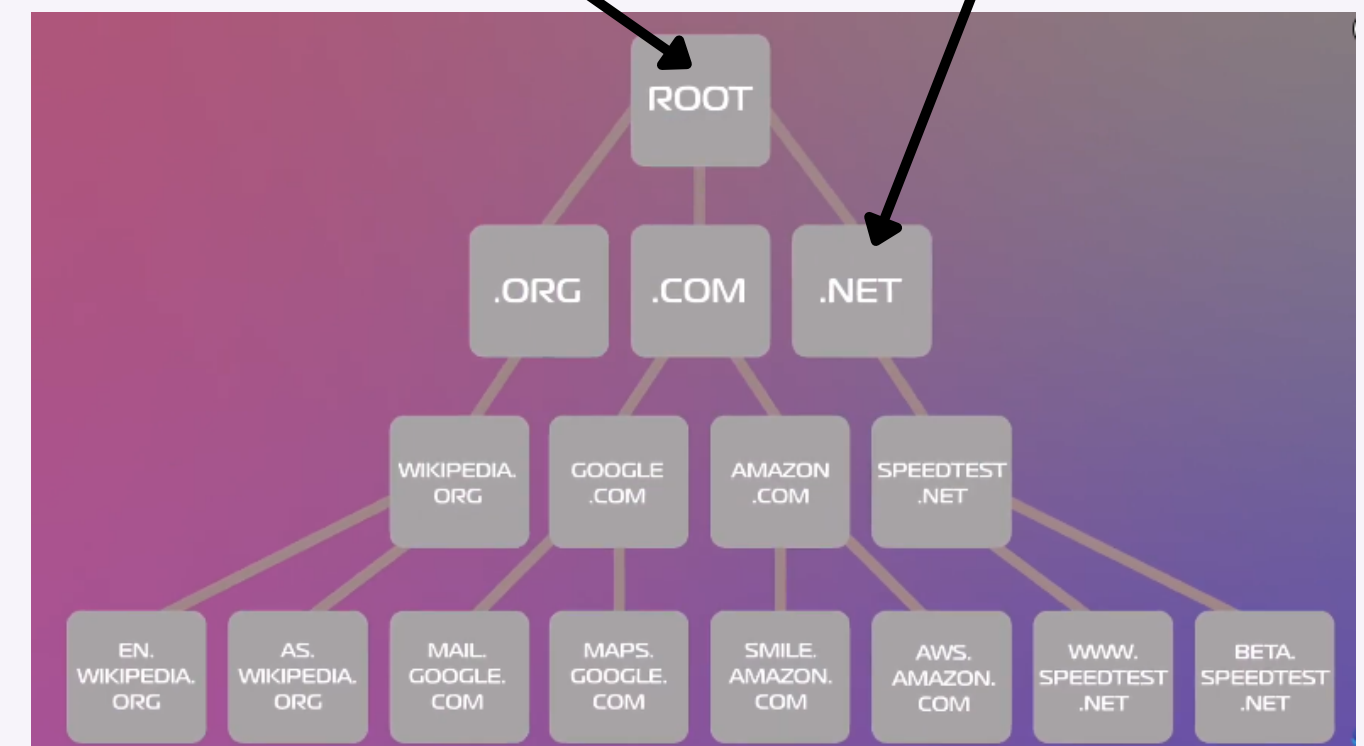 ROOT
.ORG
.COM
.NET
WIKIPEDIA.
ORG
GOOGLE
.COM
AMAZON
.COM
SPEEDTEST
.NET
EN.
WIKIPEDIA.
ORG
AS.
WIKIPEDIA.
ORG
MAIL.
GOOGLE.
COM
MAPS.
GOOGLE.
COM
SMILE.
AMAZON.
COM
AWS.
AMAZON.
COM
WWW.
SPEEDTEST
.NET
BETA.
SPEEDTEST
.NET